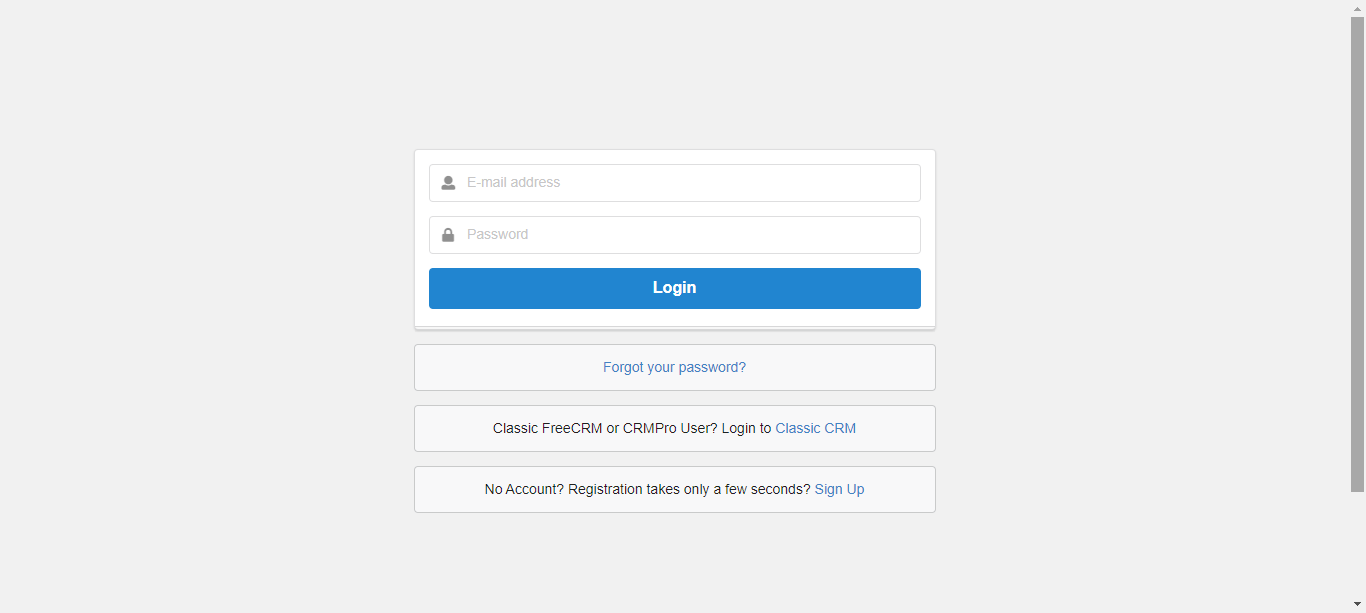 E-mail address
Password
Login
Forgot your password?
Classic FreeCRM or CRMPro User? Login to Classic CRM
No Account? Registration takes only a few seconds? Sign Up